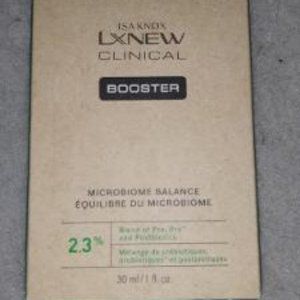 ISA KNOX
LXNEW
CLINICAL
BOOSTER
MICROBIOME BALANCE
ÉQUILIBRE DU MICROBIOME
2.3%
Blend of Pre, Pro
and Postbiotics
Mélange de prébiotiques,
probiotiques et postbiotiques
30 ml/1 fl. oz.